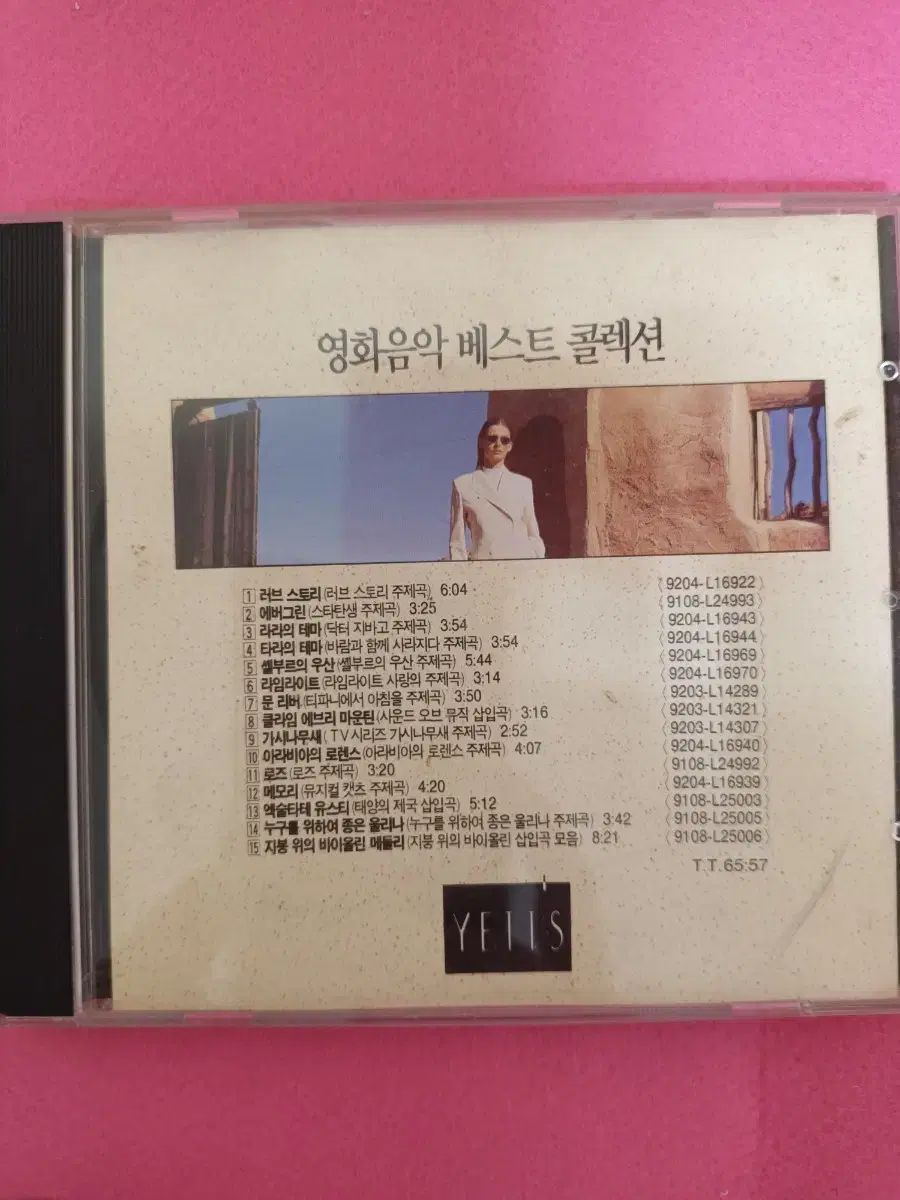 영화음악 베스트 콜렉션
1 러브 스토리(러브 스토리 주제곡) 6:04 〈9204-L16922〉
2 에버그린(스타탄생 주제곡) 3:25 〈9108-L24993〉
3 라라의 테마(닥터 지바고 주제곡) 3:54 〈9204-L16943〉
4 타라의 테마(바람과 함께 사라지다 주제곡) 3:54 〈9204-L16944〉
5 쉘부르의 우산(쉘부르의 우산 주제곡) 5:44 〈9204-L16969〉
6 라임라이트(라임라이트 사랑의 주제곡) 3:14 〈9204-L16970〉
7 문 리버(티파니에서 아침을 주제곡) 3:50 〈9203-L14289〉
8 클라임 에브리 마운틴(사운드 오브 뮤직 삽입곡) 3:16 〈9203-L14321〉
9 가시나무새(TV시리즈 가시나무새 주제곡) 2:52 〈9203-L14307〉
10 아라비아의 로렌스(아라비아의 로렌스 주제곡) 4:07 〈9204-L16940〉
11 로즈(로즈 주제곡) 3:20 〈9108-L24992〉
12 메모리(뮤지컬 캣츠 주제곡) 4:20 〈9204-L16939〉
13 엑술타테 유스티(태양의 제국 삽입곡) 5:12 〈9108-L25003〉
14 누구를 위하여 종은 울리나(누구를 위하여 종은 울리나 주제곡) 3:42 〈9108-L25005〉
15 지붕 위의 바이올린 메들리(지붕 위의 바이올린 삽입곡 모음) 8:21 〈9108-L25006〉
T.T. 65:57